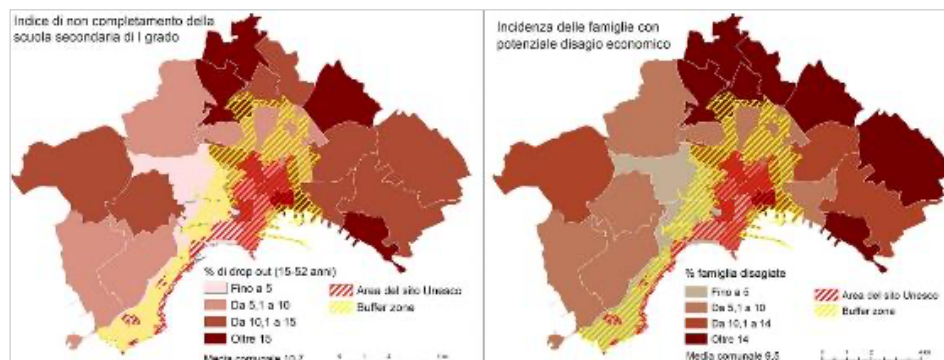 Indice di non completamento della
scuola secondaria di I grado
% di drop out (15-52 anni)
Fino a 5
Da 5,1 a 10
Da 10,1 a 15
Oltre 15
Area del sito Unesco
Buffer zone
Media comunale 10,7
Incidenza delle famiglie con
potenziale disagio economico
% famiglia disagiate
Fino a 5
Da 5,1 a 10
Da 10,1 a 14
Oltre 14
Area del sito Unesco
Buffer zone
Media comunale 9,5